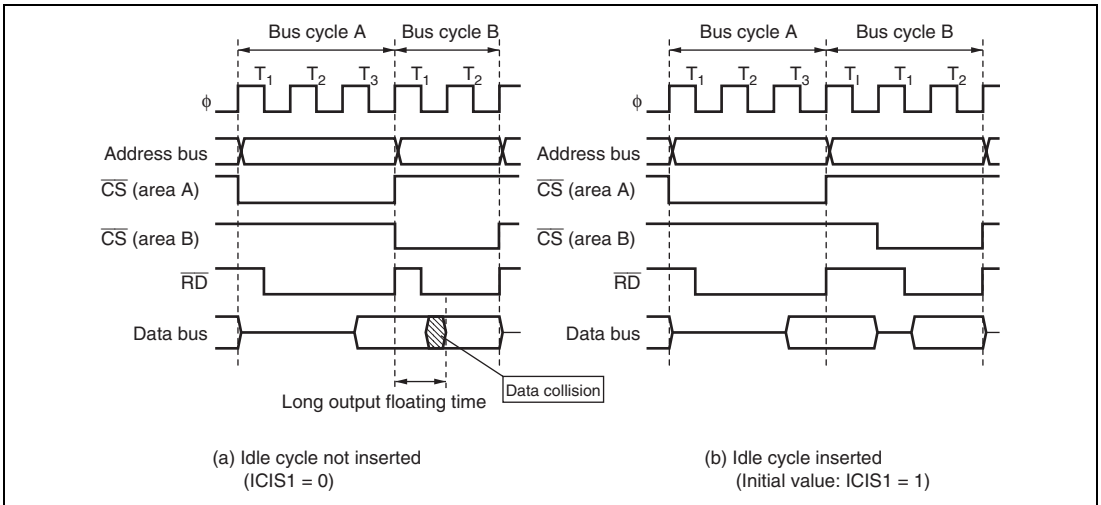 Bus cycle A
Bus cycle B
T1 T2 T3 T1 T2
φ
Address bus
CS (area A)
CS (area B)
RD
Data bus
Data collision
Long output floating time
(a) Idle cycle not inserted
(ICIS1 = 0)
Bus cycle A
Bus cycle B
T1 T2 T3 TI T1 T2
φ
Address bus
CS (area A)
CS (area B)
RD
Data bus
(b) Idle cycle inserted
(Initial value: ICIS1 = 1)